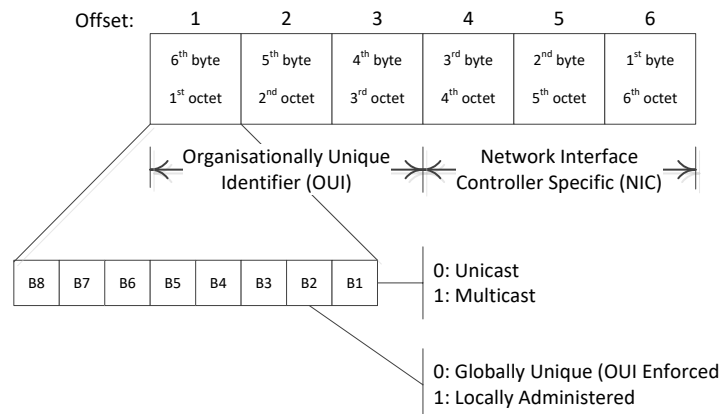 Offset: 1 2 3 4 5 6
6th byte 5th byte 4th byte 3rd byte 2nd byte 1st byte
1st octet 2nd octet 3rd octet 4th octet 5th octet 6th octet
Organisationally Unique
Identifier (OUI)
Network Interface
Controller Specific (NIC)
B8 B7 B6 B5 B4 B3 B2 B1
0: Unicast
1: Multicast
0: Globally Unique (OUI Enforced
1: Locally Administered